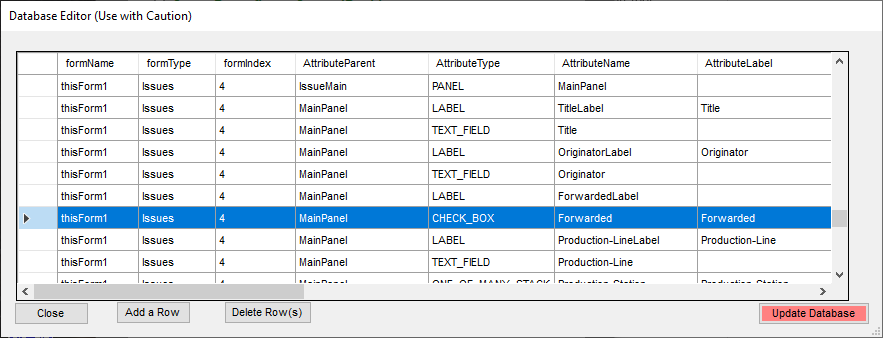 Database Editor (Use with Caution)
formName formType formIndex AttributeParent AttributeType AttributeName AttributeLabel
thisForm1 Issues 4 IssueMain PANEL MainPanel
thisForm1 Issues 4 MainPanel LABEL TitleLabel Title
thisForm1 Issues 4 MainPanel TEXT_FIELD Title
thisForm1 Issues 4 MainPanel LABEL OriginatorLabel Originator
thisForm1 Issues 4 MainPanel TEXT_FIELD Originator
thisForm1 Issues 4 MainPanel LABEL ForwardedLabel
thisForm1 Issues 4 MainPanel CHECK_BOX Forwarded Forwarded
thisForm1 Issues 4 MainPanel LABEL Production-LineLabel Production-Line
thisForm1 Issues 4 MainPanel TEXT_FIELD Production-Line
thisForm1 Issues 4 MainPanel ONE_OF_MANY_STACK Production-Station Production-Station
Close Add a Row Delete Row(s) Update Database